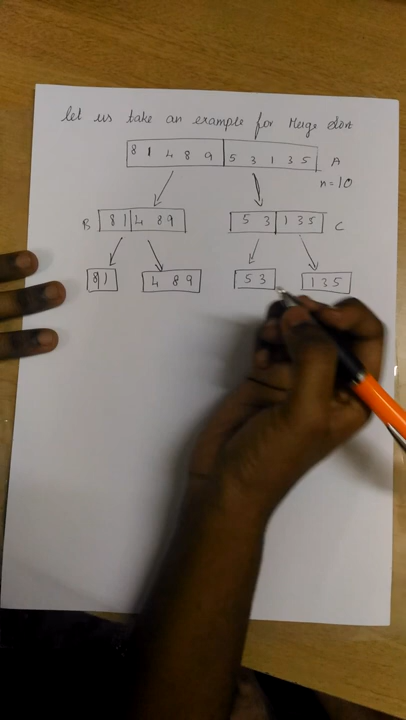 let us take an example for Merge Sort
8 1 4 8 9 5 3 1 3 5 A
n=10
B 8 1 4 8 9 5 3 1 3 5 C
8 1 4 8 9 5 3 1 3 5